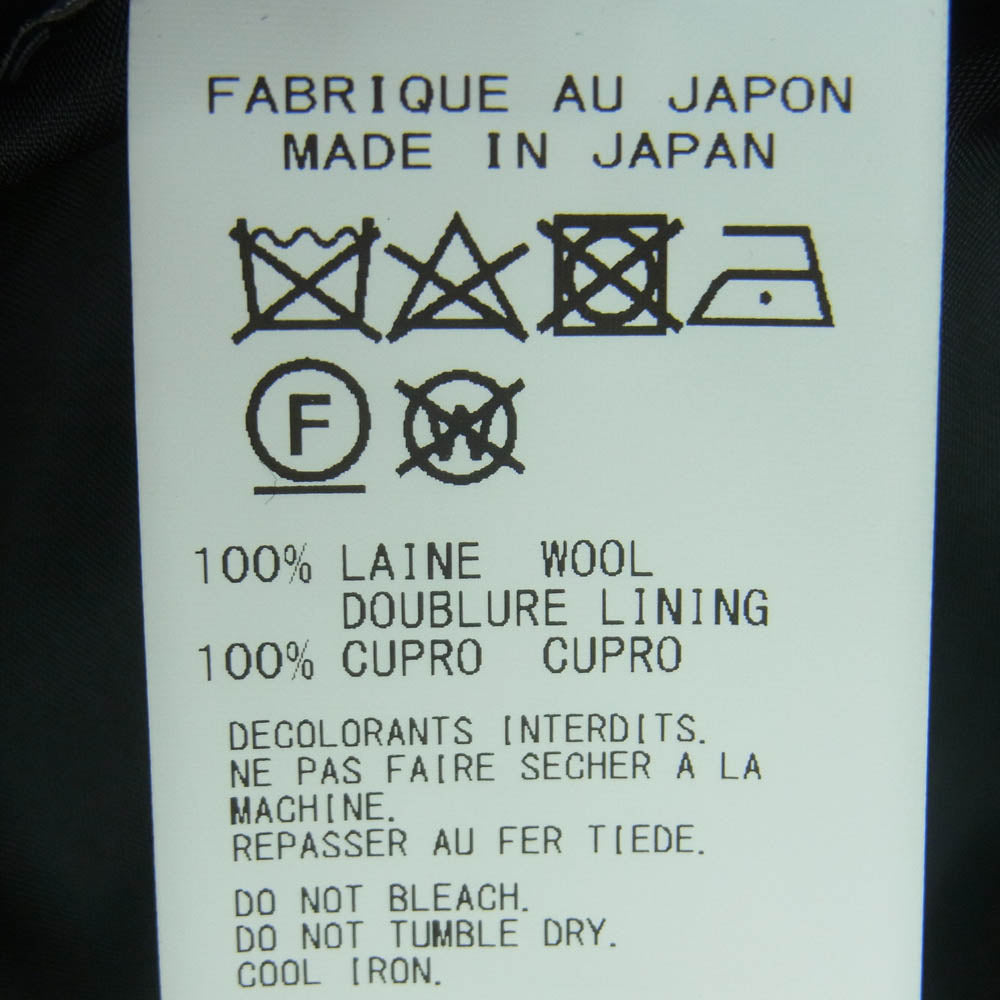 FABRIQUE AU JAPON
MADE IN JAPAN
F
W
100% LAINE WOOL
DOUBLURE LINING
100% CUPRO CUPRO
DECOLORANTS INTERDITS.
NE PAS FAIRE SECHER A LA
MACHINE.
REPASSER AU FER TIEDE.
DO NOT BLEACH.
DO NOT TUMBLE DRY.
COOL IRON.